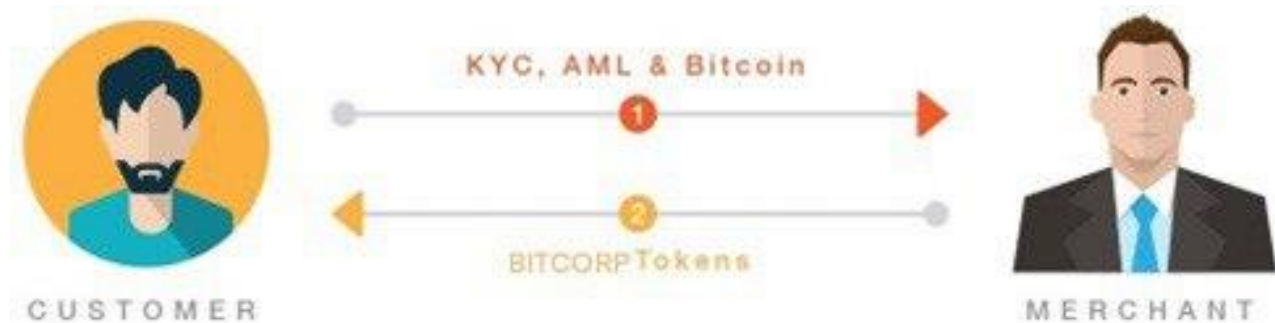 KYC, AML & Bitcoin
1
2
BITCORP Tokens
CUSTOMER
MERCHANT